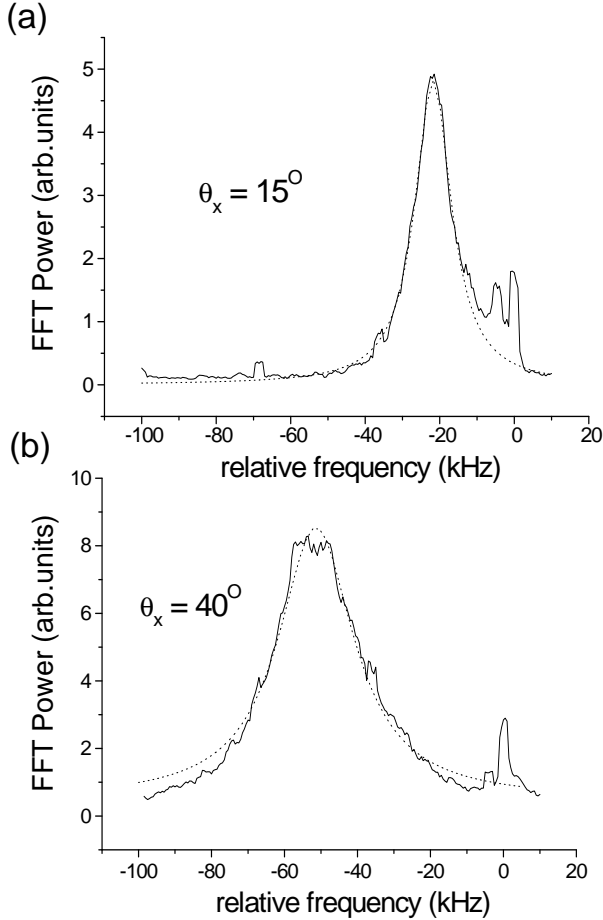 (a)
FFT Power (arb.units)
5
4
3
2
1
0
θx = 15O
-100 -80 -60 -40 -20 0 20
relative frequency (kHz)
(b)
FFT Power (arb.units)
10
8
6
4
2
0
θx = 40O
-100 -80 -60 -40 -20 0 20
relative frequency (kHz)